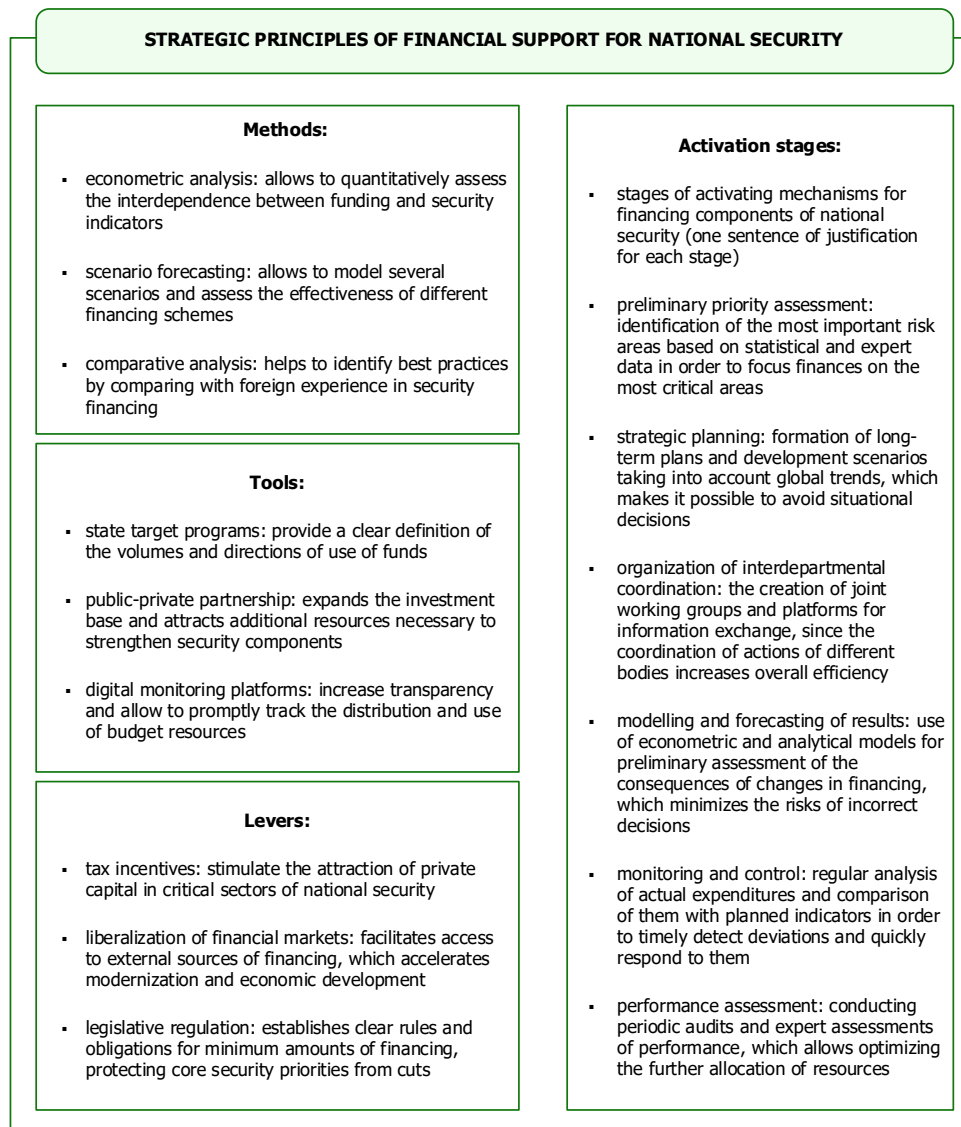 STRATEGIC PRINCIPLES OF FINANCIAL SUPPORT FOR NATIONAL SECURITY
Methods:
▪ econometric analysis: allows to quantitatively assess
the interdependence between funding and security
indicators
▪ scenario forecasting: allows to model several
scenarios and assess the effectiveness of different
financing schemes
▪ comparative analysis: helps to identify best practices
by comparing with foreign experience in security
financing
Tools:
▪ state target programs: provide a clear definition of
the volumes and directions of use of funds
▪ public-private partnership: expands the investment
base and attracts additional resources necessary to
strengthen security components
▪ digital monitoring platforms: increase transparency
and allow to promptly track the distribution and use
of budget resources
Levers:
▪ tax incentives: stimulate the attraction of private
capital in critical sectors of national security
▪ liberalization of financial markets: facilitates access
to external sources of financing, which accelerates
modernization and economic development
▪ legislative regulation: establishes clear rules and
obligations for minimum amounts of financing,
protecting core security priorities from cuts
Activation stages:
▪ stages of activating mechanisms for
financing components of national
security (one sentence of justification
for each stage)
▪ preliminary priority assessment:
identification of the most important risk
areas based on statistical and expert
data in order to focus finances on the
most critical areas
▪ strategic planning: formation of long-
term plans and development scenarios
taking into account global trends, which
makes it possible to avoid situational
decisions
▪ organization of interdepartmental
coordination: the creation of joint
working groups and platforms for
information exchange, since the
coordination of actions of different
bodies increases overall efficiency
▪ modelling and forecasting of results: use
of econometric and analytical models for
preliminary assessment of the
consequences of changes in financing,
which minimizes the risks of incorrect
decisions
▪ monitoring and control: regular analysis
of actual expenditures and comparison
of them with planned indicators in order
to timely detect deviations and quickly
respond to them
▪ performance assessment: conducting
periodic audits and expert assessments
of performance, which allows optimizing
the further allocation of resources